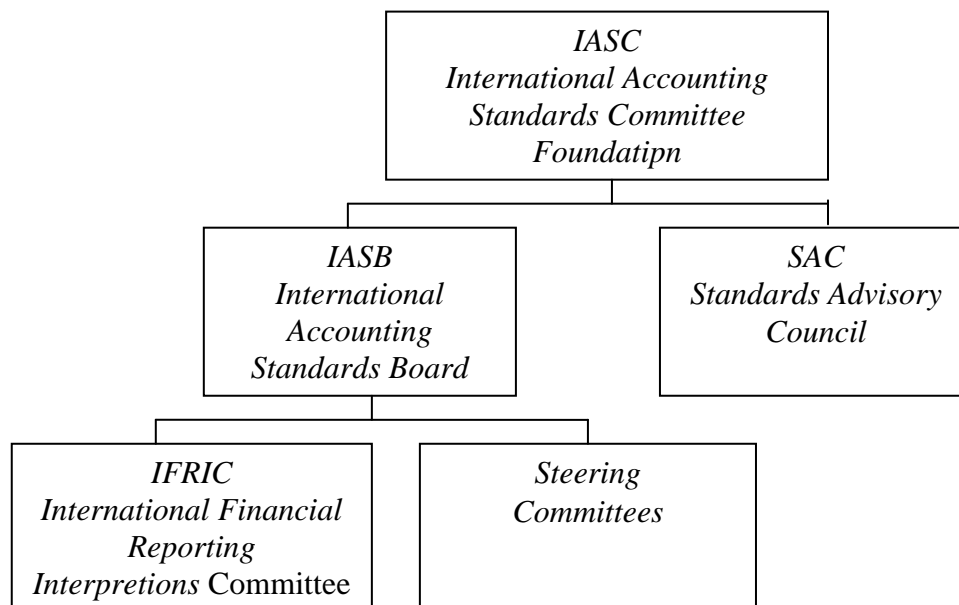 IASC
International Accounting
Standards Committee
Foundatipn
IASB
International
Accounting
Standards Board
SAC
Standards Advisory
Council
IFRIC
International Financial
Reporting
Interpretions Committee
Steering
Committees